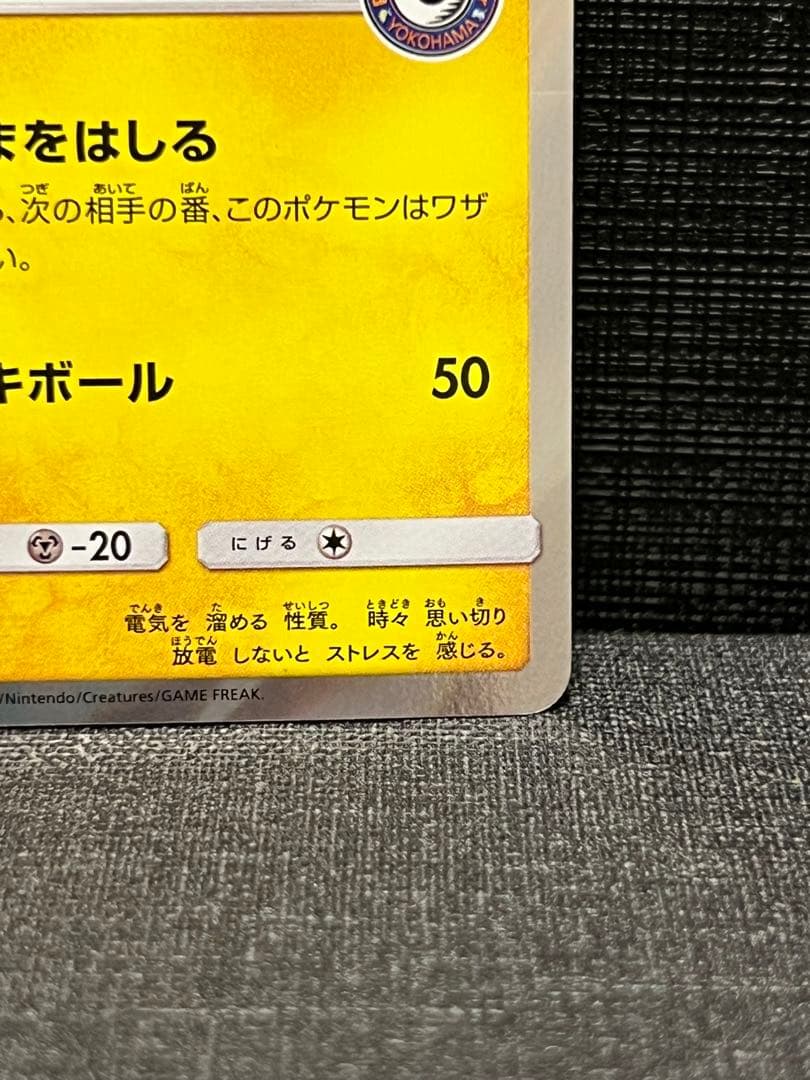 YOKOHAMA
まをはしる
、次の相手の番、このポケモンはワザ
い。
キボール 50
-20 にげる
電気を 溜める 性質。 時々 思い切り
放電 しないと ストレスを 感じる。
/Nintendo/Creatures/GAME FREAK.